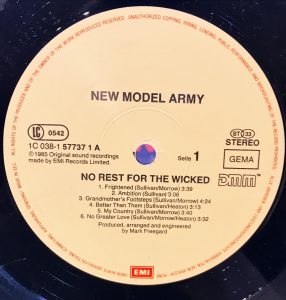 NEW MODEL ARMY
LC 0542
1C 038-1 57737 1 A
℗ 1985 Original sound recordings
made by EMI Records Limited
ST 33
STEREO
GEMA
DMM
Seite 1
NO REST FOR THE WICKED
1. Frightened (Sullivan/Morrow) 3:39
2. Ambition (Sullivan) 3:06
3. Grandmother's Footsteps (Sullivan/Morrow) 4:24
4. Better Than Them (Sullivan/Heaton) 3:13
5. My Country (Sullivan/Morrow) 3:40
6. No Greater Love (Sullivan/Morrow/Heaton) 3:32
Produced, arranged and engineered
by Mark Freegard
EMI